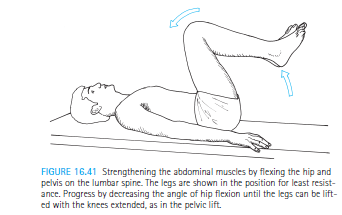 FIGURE 16.41 Strengthening the abdominal muscles by flexing the hip and
pelvis on the lumbar spine. The legs are shown in the position for least resist-
ance. Progress by decreasing the angle of hip flexion until the legs can be lift-
ed with the knees extended, as in the pelvic lift.